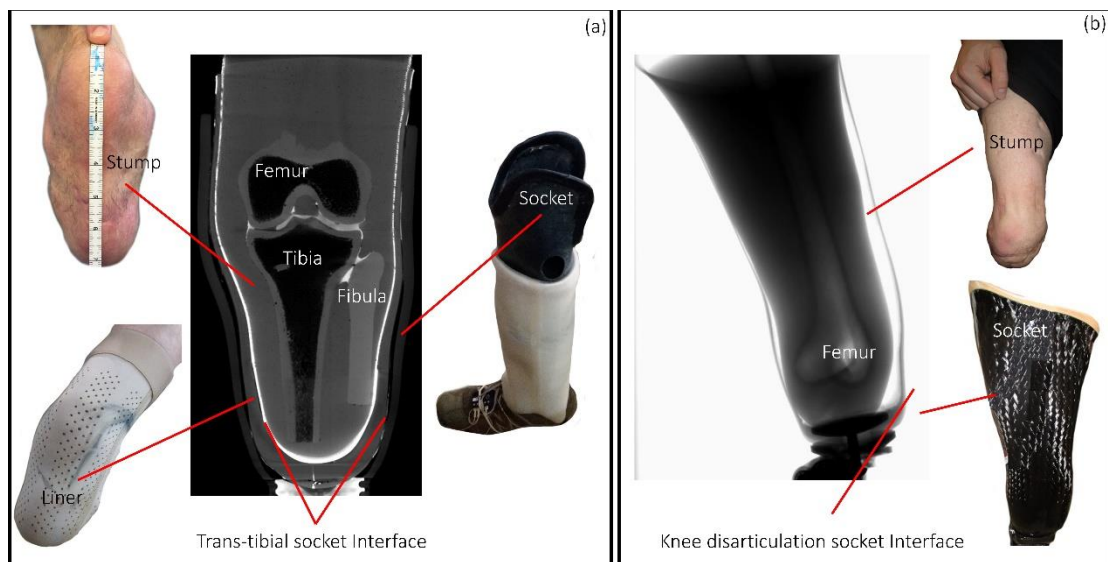 (a)
Stump
Femur
Tibia
Fibula
Socket
Liner
Trans-tibial socket Interface
(b)
Stump
Femur
Socket
Knee disarticulation socket Interface